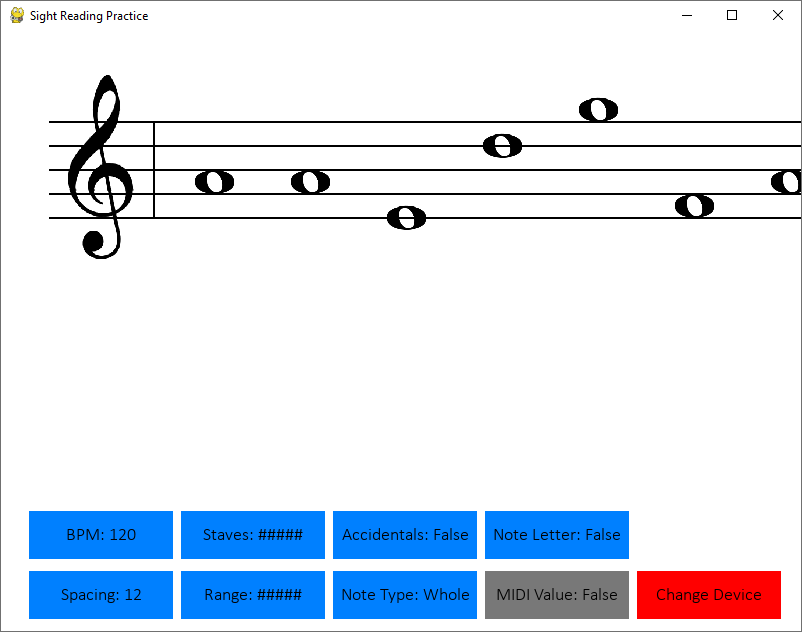 Sight Reading Practice
BPM: 120
Staves: #####
Accidentals: False
Note Letter: False
Spacing: 12
Range: #####
Note Type: Whole
MIDI Value: False
Change Device